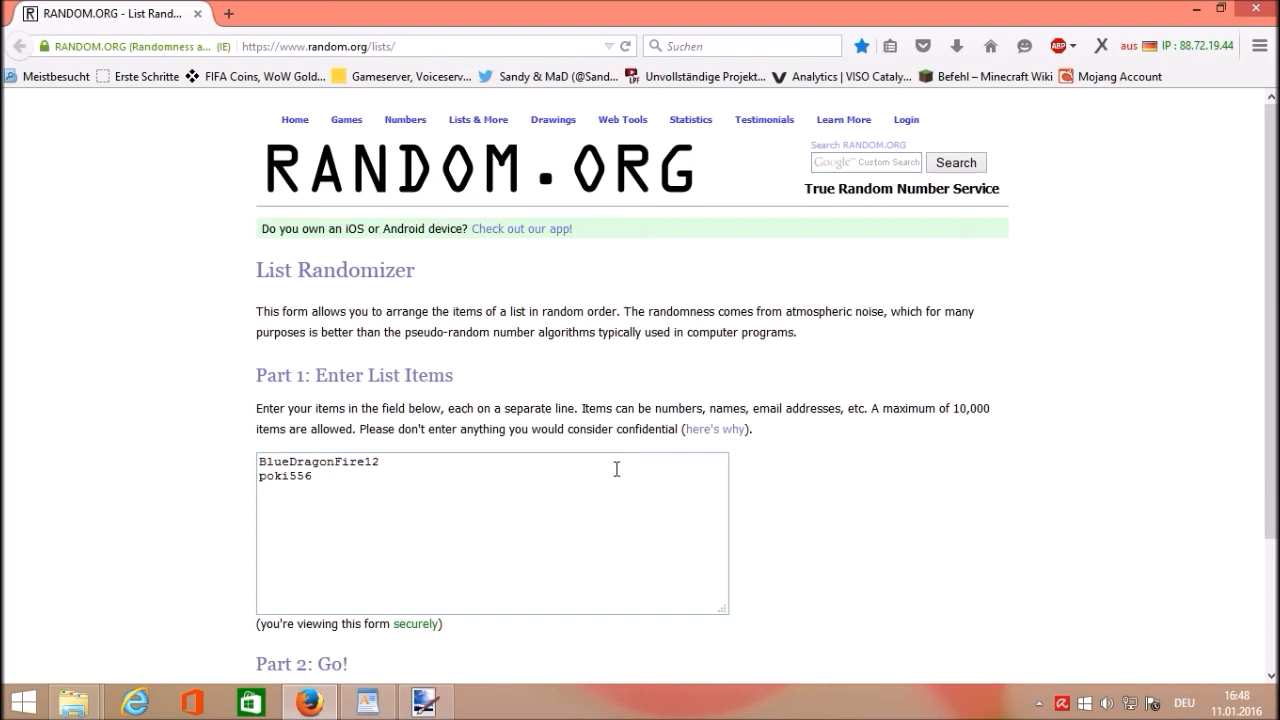 RANDOM.ORG - List Rand...
RANDOM.ORG (Randomness a... (IE)
https://www.random.org/lists/
Suchen
ABP
aus
IP : 88.72.19.44
Meistbesucht
Erste Schritte
FIFA Coins, WoW Gold...
Gameserver, Voiceserv...
Sandy & MaD (@Sand...
Unvollständige Projekt...
Analytics | VISO Cataly...
Befehl – Minecraft Wiki
Mojang Account
Home Games Numbers Lists & More Drawings Web Tools Statistics Testimonials Learn More Login
RANDOM.ORG
Search RANDOM.ORG
Google™ Custom Search
Search
True Random Number Service
Do you own an iOS or Android device? Check out our app!
List Randomizer
This form allows you to arrange the items of a list in random order. The randomness comes from atmospheric noise, which for many
purposes is better than the pseudo-random number algorithms typically used in computer programs.
Part 1: Enter List Items
Enter your items in the field below, each on a separate line. Items can be numbers, names, email addresses, etc. A maximum of 10,000
items are allowed. Please don't enter anything you would consider confidential (here's why).
BlueDragonFire12
poki556
(you're viewing this form securely)
Part 2: Go!
DEU
16:48
11.01.2016